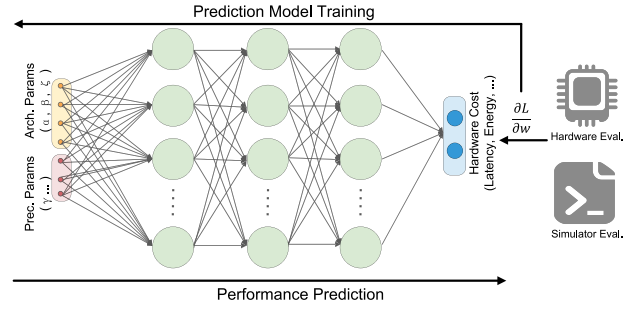 Prediction Model Training
Arch. Params
( α , β , ζ )
Prec. Params
( γ ...)
Hardware Cost
(Latency, Energy, ...)
∂L
∂w
Hardware Eval.
Simulator Eval.
Performance Prediction